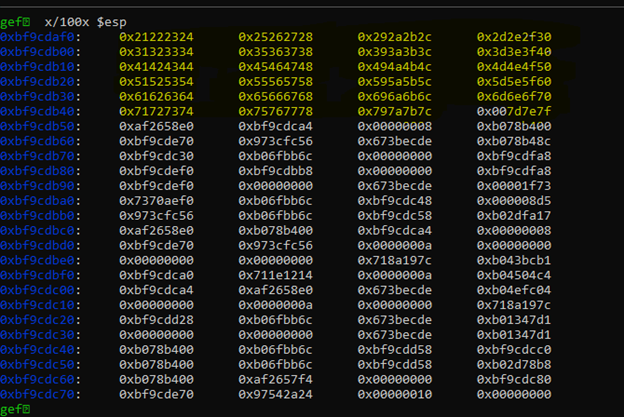 gef⍰ x/100x $esp
0xbf9cdaf0: 0x21222324 0x25262728 0x292a2b2c 0x2d2e2f30
0xbf9cdb00: 0x31323334 0x35363738 0x393a3b3c 0x3d3e3f40
0xbf9cdb10: 0x41424344 0x45464748 0x494a4b4c 0x4d4e4f50
0xbf9cdb20: 0x51525354 0x55565758 0x595a5b5c 0x5d5e5f60
0xbf9cdb30: 0x61626364 0x65666768 0x696a6b6c 0x6d6e6f70
0xbf9cdb40: 0x71727374 0x75767778 0x797a7b7c 0x007d7e7f
0xbf9cdb50: 0xaf2658e0 0xbf9cdca4 0x00000008 0xb078b400
0xbf9cdb60: 0xbf9cde70 0x973cfc56 0x673becde 0xb078b48c
0xbf9cdb70: 0xbf9cdc30 0xb06fbb6c 0x00000000 0xbf9cdfa8
0xbf9cdb80: 0xbf9cdef0 0xbf9cdbb8 0x00000000 0xbf9cdfa8
0xbf9cdb90: 0xbf9cdef0 0x00000000 0x673becde 0x00001f73
0xbf9cdba0: 0x7370aef0 0xb06fbb6c 0xbf9cdc48 0x000008d5
0xbf9cdbb0: 0x973cfc56 0xb06fbb6c 0xbf9cdc58 0xb02dfa17
0xbf9cdbc0: 0xaf2658e0 0xb078b400 0xbf9cdca4 0x00000008
0xbf9cdbd0: 0xbf9cde70 0x973cfc56 0x0000000a 0x00000000
0xbf9cdbe0: 0x00000000 0x00000000 0x718a197c 0xb043bcb1
0xbf9cdbf0: 0xbf9cdca0 0x711e1214 0x0000000a 0xb04504c4
0xbf9cdc00: 0xbf9cdca4 0xaf2658e0 0x673becde 0xb04efc04
0xbf9cdc10: 0x00000000 0x0000000a 0x00000000 0x718a197c
0xbf9cdc20: 0xbf9cdd28 0xb06fbb6c 0x673becde 0xb01347d1
0xbf9cdc30: 0x00000000 0x00000000 0x673becde 0xb01347d1
0xbf9cdc40: 0xb078b400 0xb06fbb6c 0xbf9cdd58 0xbf9cdcc0
0xbf9cdc50: 0xb078b400 0xb06fbb6c 0xbf9cdd58 0xb02d78b8
0xbf9cdc60: 0xb078b400 0xaf2657f4 0x00000000 0xbf9cdc80
0xbf9cdc70: 0xbf9cde70 0x97542a24 0x00000010 0x00000000
gef⍰